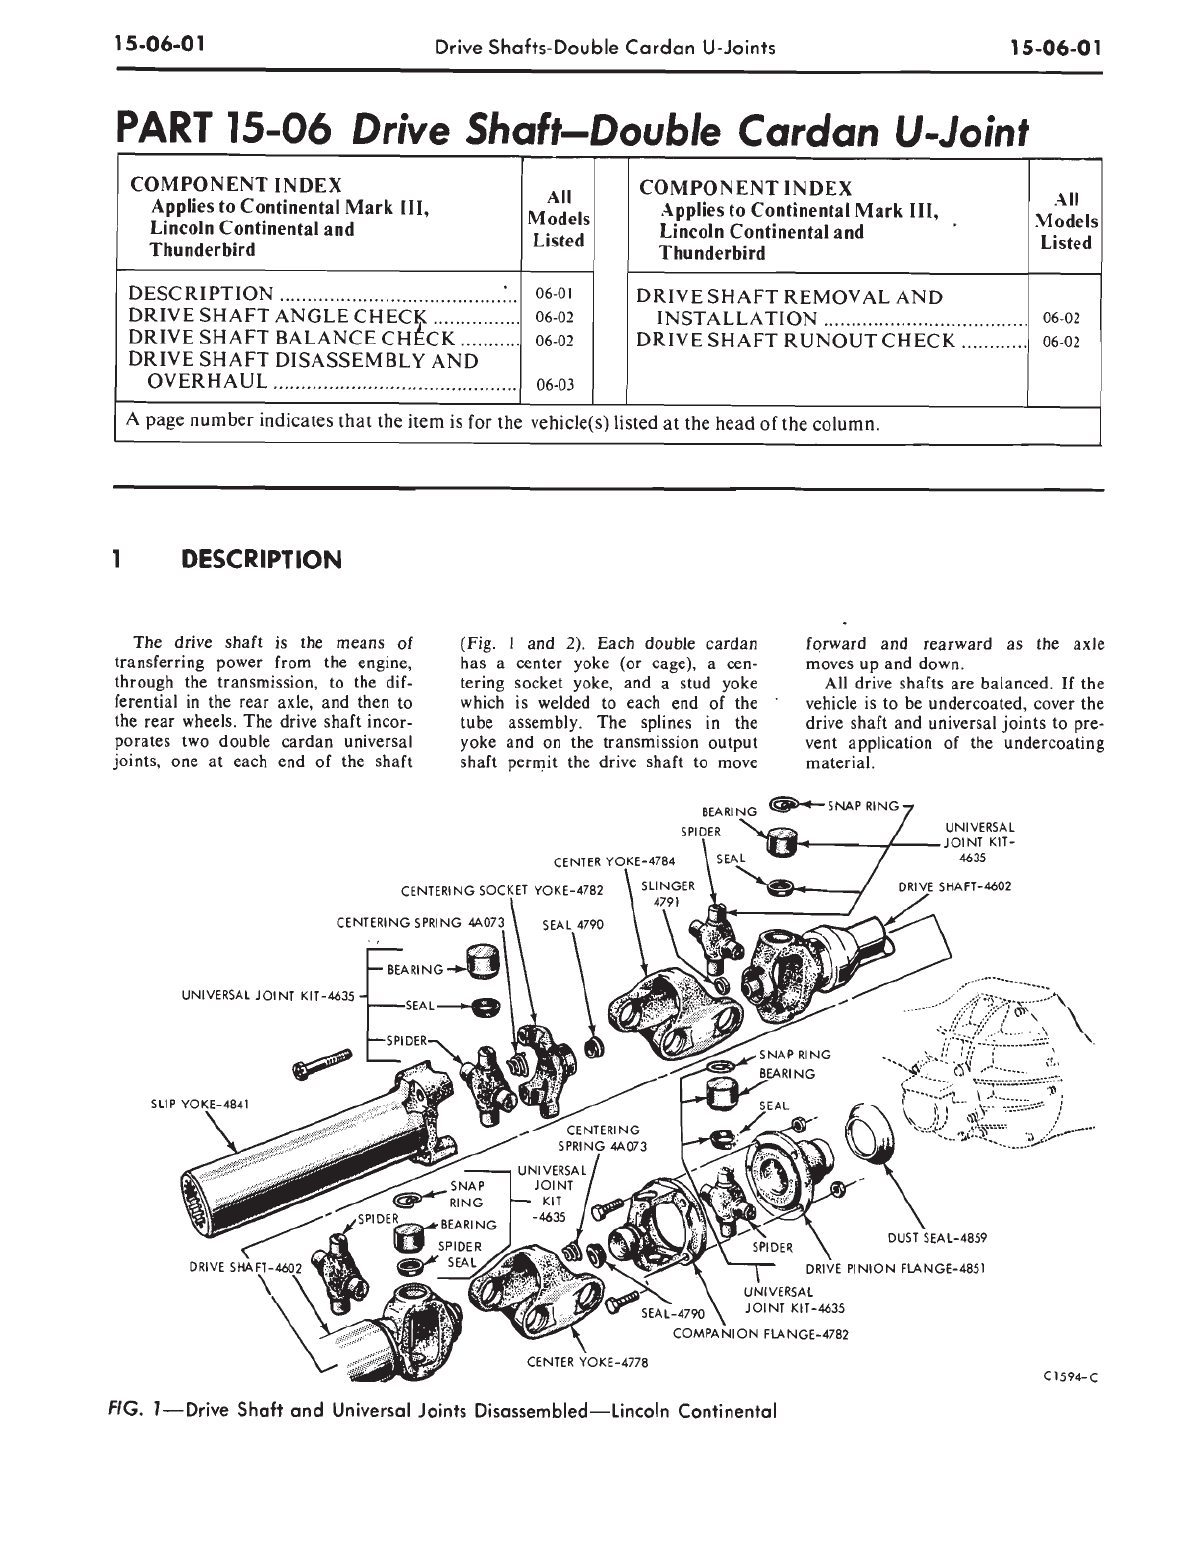 15-06-01
Drive Shafts-Double Cardan U-Joints
15-06-01
PART 15-06 Drive Shaft—Double Cardan U-Joint
COMPONENT INDEX
Applies to Continental Mark III,
Lincoln Continental and
Thunderbird
All
Models
Listed
DESCRIPTION ........................................... 06-01
DRIVE SHAFT ANGLE CHECK ................ 06-02
DRIVE SHAFT BALANCE CHECK ........... 06-02
DRIVE SHAFT DISASSEMBLY AND
OVERHAUL ............................................ 06-03
COMPONENT INDEX
Applies to Continental Mark III,
Lincoln Continental and
Thunderbird
All
Models
Listed
DRIVE SHAFT REMOVAL AND
INSTALLATION ..................................... 06-02
DRIVE SHAFT RUNOUT CHECK ............ 06-02
A page number indicates that the item is for the vehicle(s) listed at the head of the column.
1 DESCRIPTION
The drive shaft is the means of
transferring power from the engine,
through the transmission, to the dif-
ferential in the rear axle, and then to
the rear wheels. The drive shaft incor-
porates two double cardan universal
joints, one at each end of the shaft
(Fig. 1 and 2). Each double cardan
has a center yoke (or cage), a cen-
tering socket yoke, and a stud yoke
which is welded to each end of the
tube assembly. The splines in the
yoke and on the transmission output
shaft permit the drive shaft to move
forward and rearward as the axle
moves up and down.
All drive shafts are balanced. If the
vehicle is to be undercoated, cover the
drive shaft and universal joints to pre-
vent application of the undercoating
material.
BEARING
SNAP RING
SPIDER
UNIVERSAL
JOINT KIT-
4635
CENTER YOKE-4784
SEAL
CENTERING SOCKET YOKE-4782
SLINGER
4791
DRIVE SHAFT-4602
CENTERING SPRING 4A073
SEAL 4790
BEARING
UNIVERSAL JOINT KIT-4635
SEAL
SPIDER
SNAP RING
BEARING
SLIP YOKE-4841
SEAL
CENTERING
SPRING 4A073
UNIVERSAL
JOINT
KIT
-4635
SNAP
RING
SPIDER
BEARING
SPIDER
SEAL
DRIVE SHAFT-4602
SPIDER
DUST SEAL-4859
DRIVE PINION FLANGE-4851
UNIVERSAL
JOINT KIT-4635
SEAL-4790
COMPANION FLANGE-4782
CENTER YOKE-4778
C1594-C
FIG. 1—Drive Shaft and Universal Joints Disassembled—Lincoln Continental